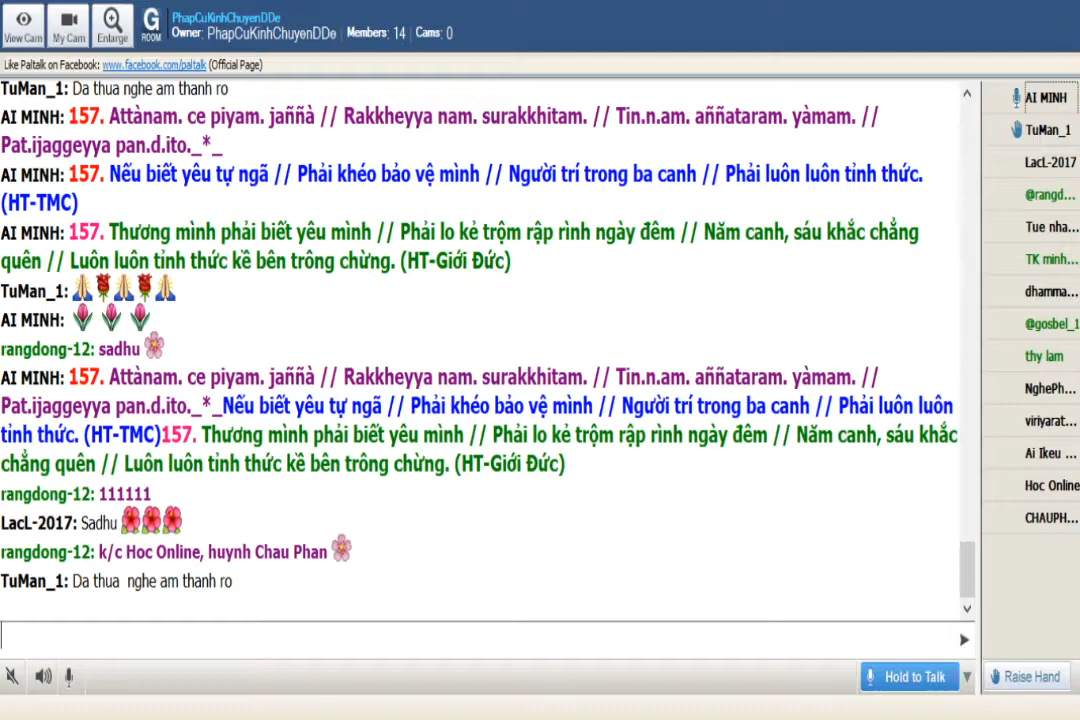 PhapCuKinhChuyenDDe
G
View Cam
My Cam
Enlarge
ROOM
Owner: PhapCuKinhChuyenDDe
Members: 14
Cams: 0
Like Paltalk on Facebook: www.facebook.com/paltalk (Official Page)
TuMan_1: Da thua nghe am thanh ro
AI MINH: 157. Attànam. ce piyam. jaññà // Rakkheyya nam. surakkhitam. // Tin.n.am. aññataram. yàmam. //
Pat.ijaggeyya pan.d.ito._*_
AI MINH: 157. Nếu biết yêu tự ngã // Phải khéo bảo vệ mình // Người trí trong ba canh // Phải luôn luôn tỉnh thức.
(HT-TMC)
AI MINH: 157. Thương mình phải biết yêu mình // Phải lo kẻ trộm rập rình ngày đêm // Năm canh, sáu khắc chẳng
quên // Luôn luôn tỉnh thức kề bên trông chừng. (HT-Giới Đức)
TuMan_1:
AI MINH:
rangdong-12: sadhu
AI MINH: 157. Attànam. ce piyam. jaññà // Rakkheyya nam. surakkhitam. // Tin.n.am. aññataram. yàmam. //
Pat.ijaggeyya pan.d.ito._*_Nếu biết yêu tự ngã // Phải khéo bảo vệ mình // Người trí trong ba canh // Phải luôn luôn
tỉnh thức. (HT-TMC)157. Thương mình phải biết yêu mình // Phải lo kẻ trộm rập rình ngày đêm // Năm canh, sáu khắc
chẳng quên // Luôn luôn tỉnh thức kề bên trông chừng. (HT-Giới Đức)
rangdong-12: 111111
LacL-2017: Sadhu
rangdong-12: k/c Hoc Online, huynh Chau Phan
TuMan_1: Da thua nghe am thanh ro
Hold to Talk
AI MINH
TuMan_1
LacL-2017
@rangd...
Tue nha...
TK minh...
dhamma...
@gosbel_1
thy lam
NghePh...
viriyarat...
Ai Ikeu ...
Hoc Online
CHAUPH...
Raise Hand